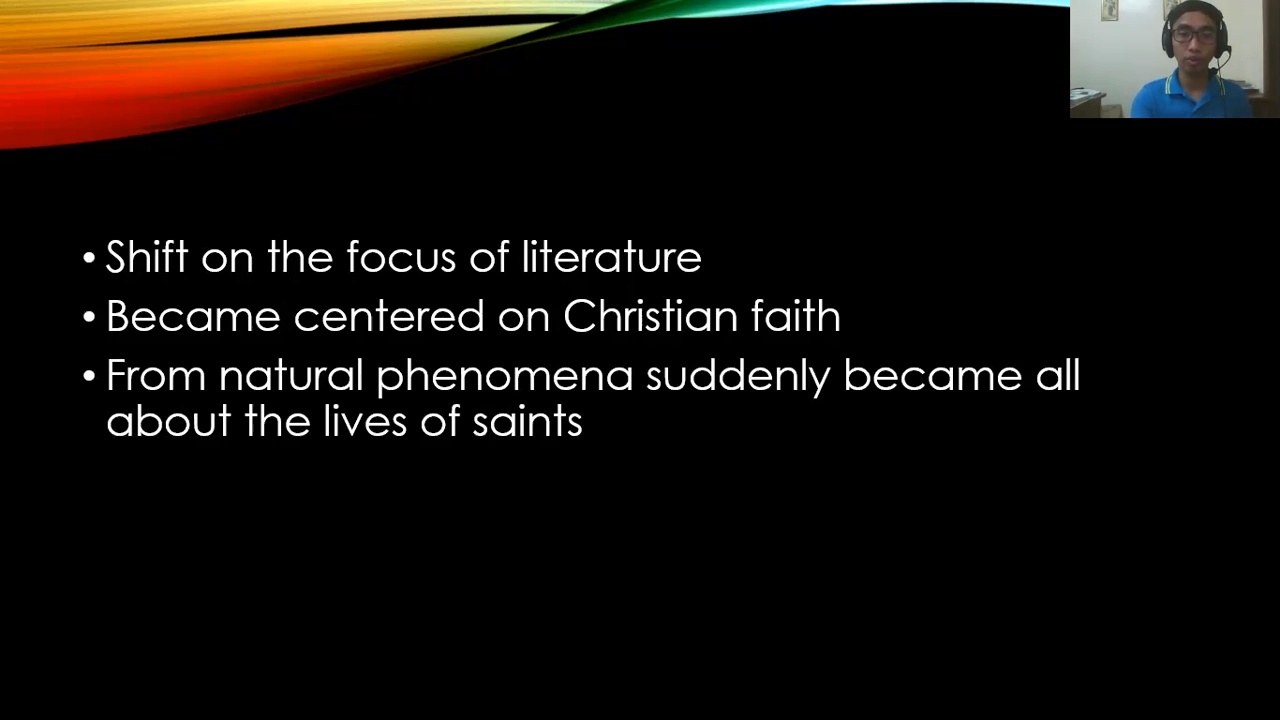 • Shift on the focus of literature
• Became centered on Christian faith
• From natural phenomena suddenly became all
about the lives of saints